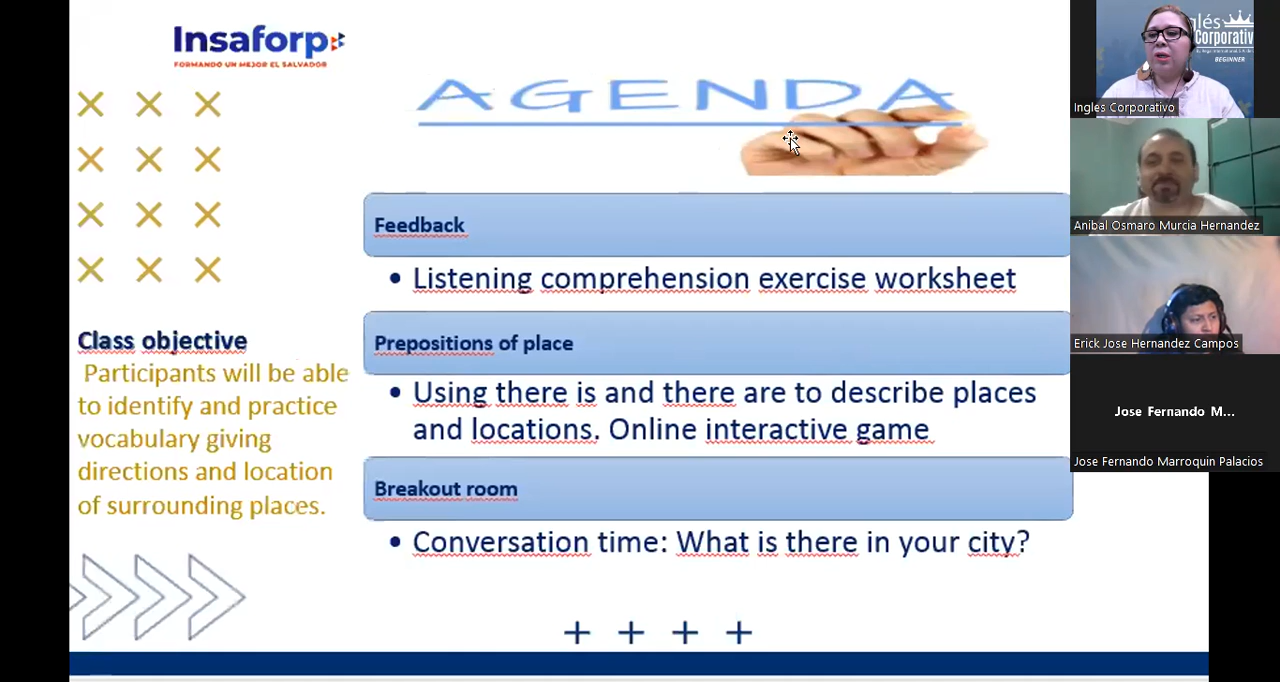 Insaforp
FORMANDO UN MEJOR EL SALVADOR
AGENDA
Feedback
• Listening comprehension exercise worksheet
Prepositions of place
• Using there is and there are to describe places
and locations. Online interactive game
Breakout room
• Conversation time: What is there in your city?
Class objective
Participants will be able
to identify and practice
vocabulary giving
directions and location
of surrounding places.
glés
Corporativ
BEGINNER
Ingles Corporativo
Anibal Osmaro Murcia Hernandez
Erick Jose Hernandez Campos
Jose Fernando M...
Jose Fernando Marroquin Palacios